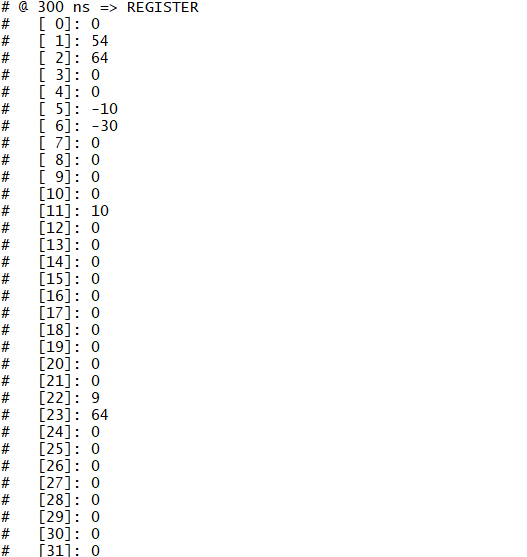 # @ 300 ns => REGISTER
#   [ 0]: 0
#   [ 1]: 54
#   [ 2]: 64
#   [ 3]: 0
#   [ 4]: 0
#   [ 5]: -10
#   [ 6]: -30
#   [ 7]: 0
#   [ 8]: 0
#   [ 9]: 0
#   [10]: 0
#   [11]: 10
#   [12]: 0
#   [13]: 0
#   [14]: 0
#   [15]: 0
#   [16]: 0
#   [17]: 0
#   [18]: 0
#   [19]: 0
#   [20]: 0
#   [21]: 0
#   [22]: 9
#   [23]: 64
#   [24]: 0
#   [25]: 0
#   [26]: 0
#   [27]: 0
#   [28]: 0
#   [29]: 0
#   [30]: 0
#   [31]: 0